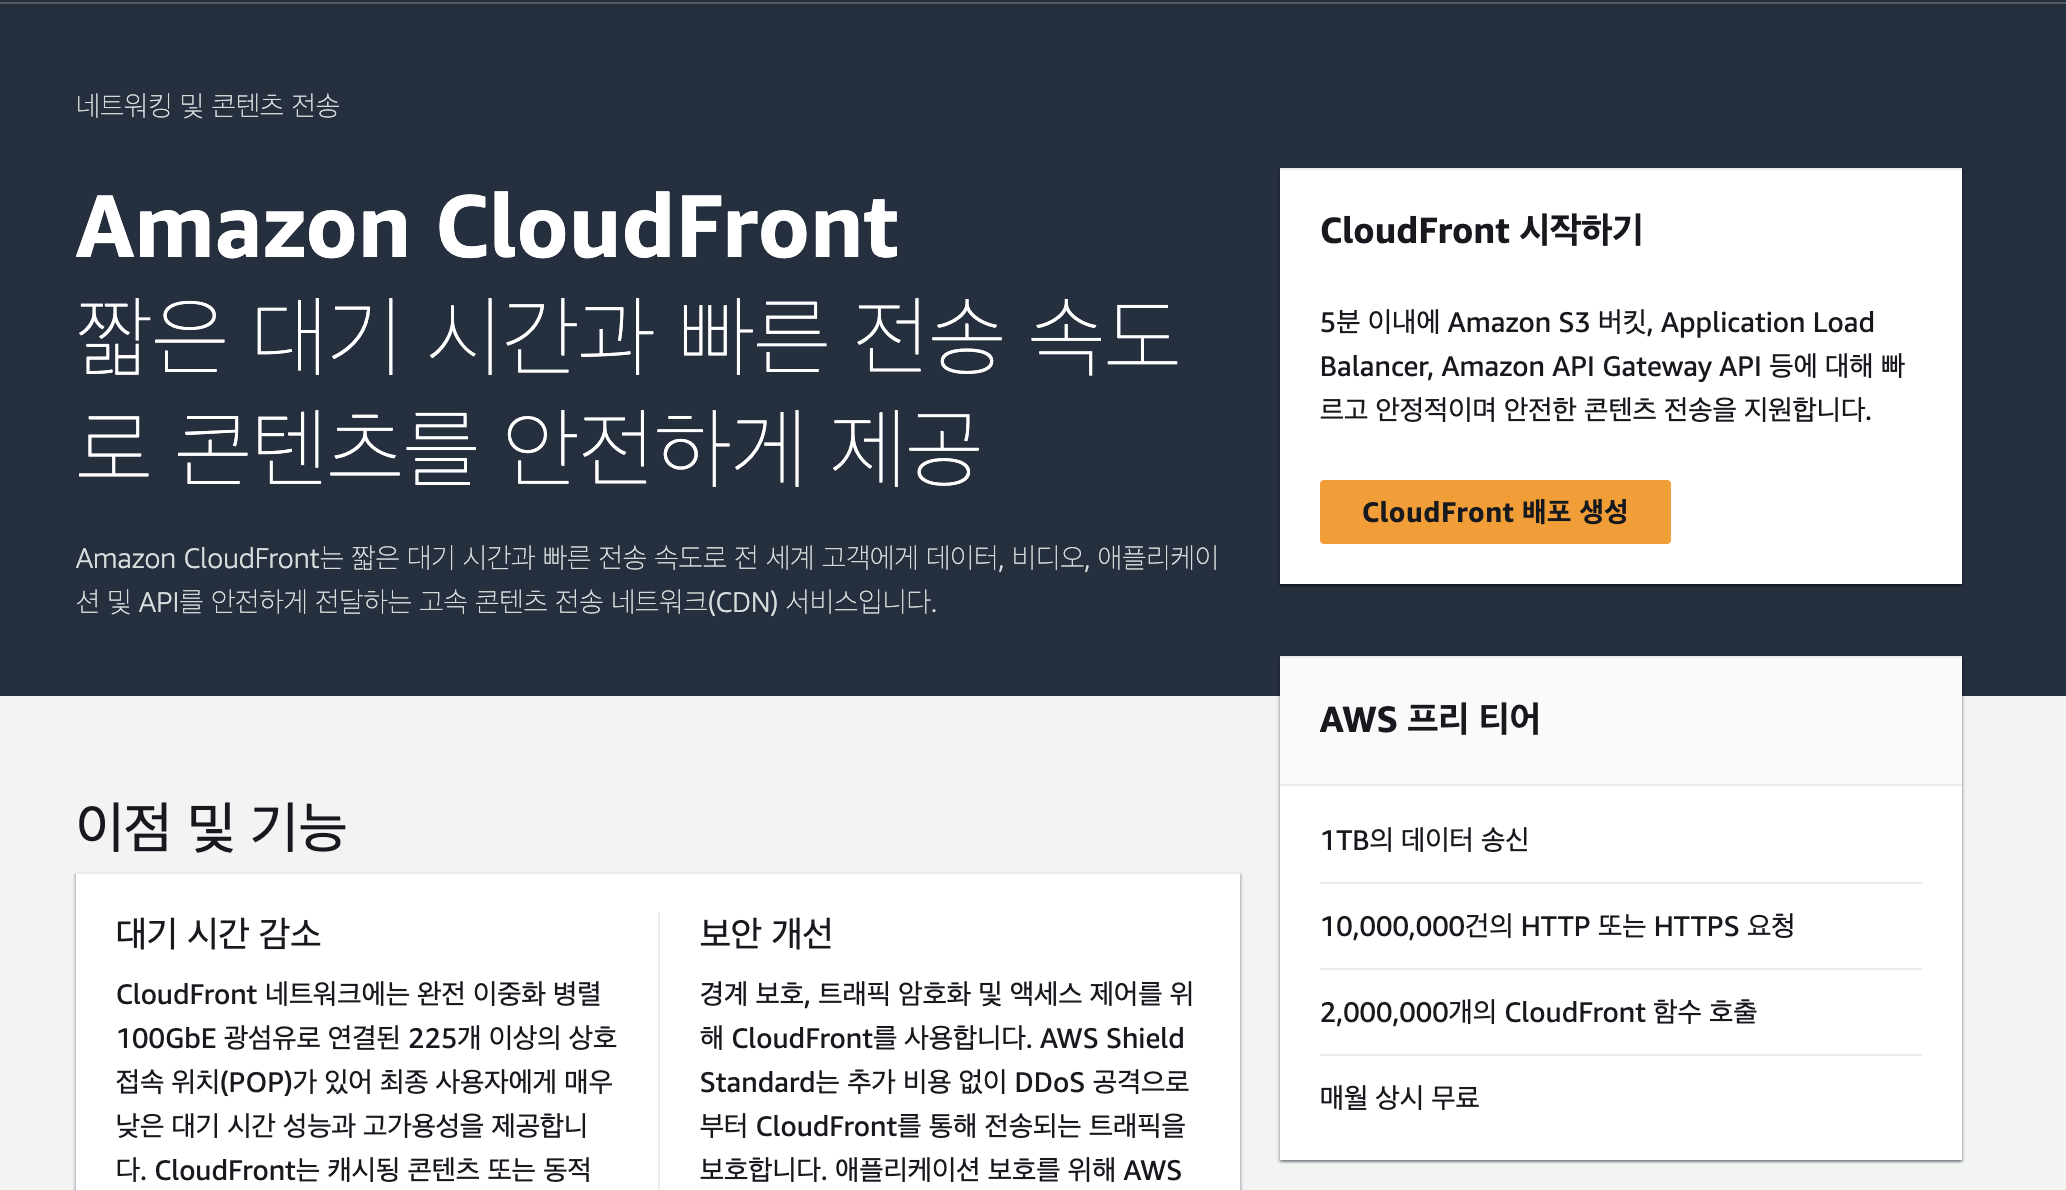 네트워킹 및 콘텐츠 전송
Amazon CloudFront
짧은 대기 시간과 빠른 전송 속도
로 콘텐츠를 안전하게 제공
Amazon CloudFront는 짧은 대기 시간과 빠른 전송 속도로 전 세계 고객에게 데이터, 비디오, 애플리케이
션 및 API를 안전하게 전달하는 고속 콘텐츠 전송 네트워크(CDN) 서비스입니다.
CloudFront 시작하기
5분 이내에 Amazon S3 버킷, Application Load
Balancer, Amazon API Gateway API 등에 대해 빠
르고 안정적이며 안전한 콘텐츠 전송을 지원합니다.
CloudFront 배포 생성
AWS 프리 티어
1TB의 데이터 송신
10,000,000건의 HTTP 또는 HTTPS 요청
2,000,000개의 CloudFront 함수 호출
매월 상시 무료
이점 및 기능
대기 시간 감소
CloudFront 네트워크에는 완전 이중화 병렬
100GbE 광섬유로 연결된 225개 이상의 상호
접속 위치(POP)가 있어 최종 사용자에게 매우
낮은 대기 시간 성능과 고가용성을 제공합니
다. CloudFront는 캐시됭 콘텐츠 또는 동적
보안 개선
경계 보호, 트래픽 암호화 및 액세스 제어를 위
해 CloudFront를 사용합니다. AWS Shield
Standard는 추가 비용 없이 DDoS 공격으로
부터 CloudFront를 통해 전송되는 트래픽을
보호합니다. 애플리케이션 보호를 위해 AWS